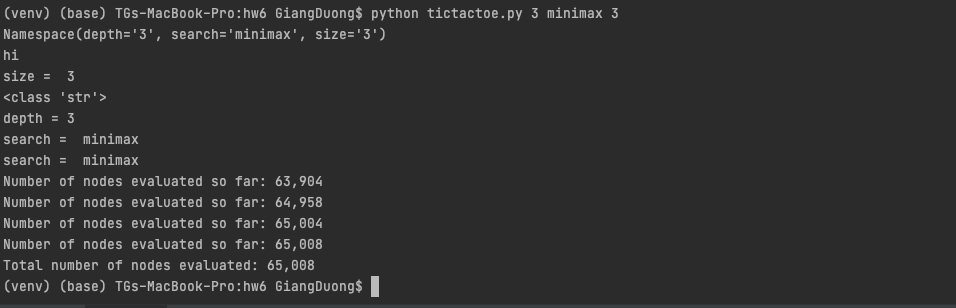 (venv) (base) TGs-MacBook-Pro:hw6 GiangDuong$ python tictactoe.py 3 minimax 3
Namespace(depth='3', search='minimax', size='3')
hi
size =  3
<class 'str'>
depth = 3
search =  minimax
search =  minimax
Number of nodes evaluated so far: 63,904
Number of nodes evaluated so far: 64,958
Number of nodes evaluated so far: 65,004
Number of nodes evaluated so far: 65,008
Total number of nodes evaluated: 65,008
(venv) (base) TGs-MacBook-Pro:hw6 GiangDuong$